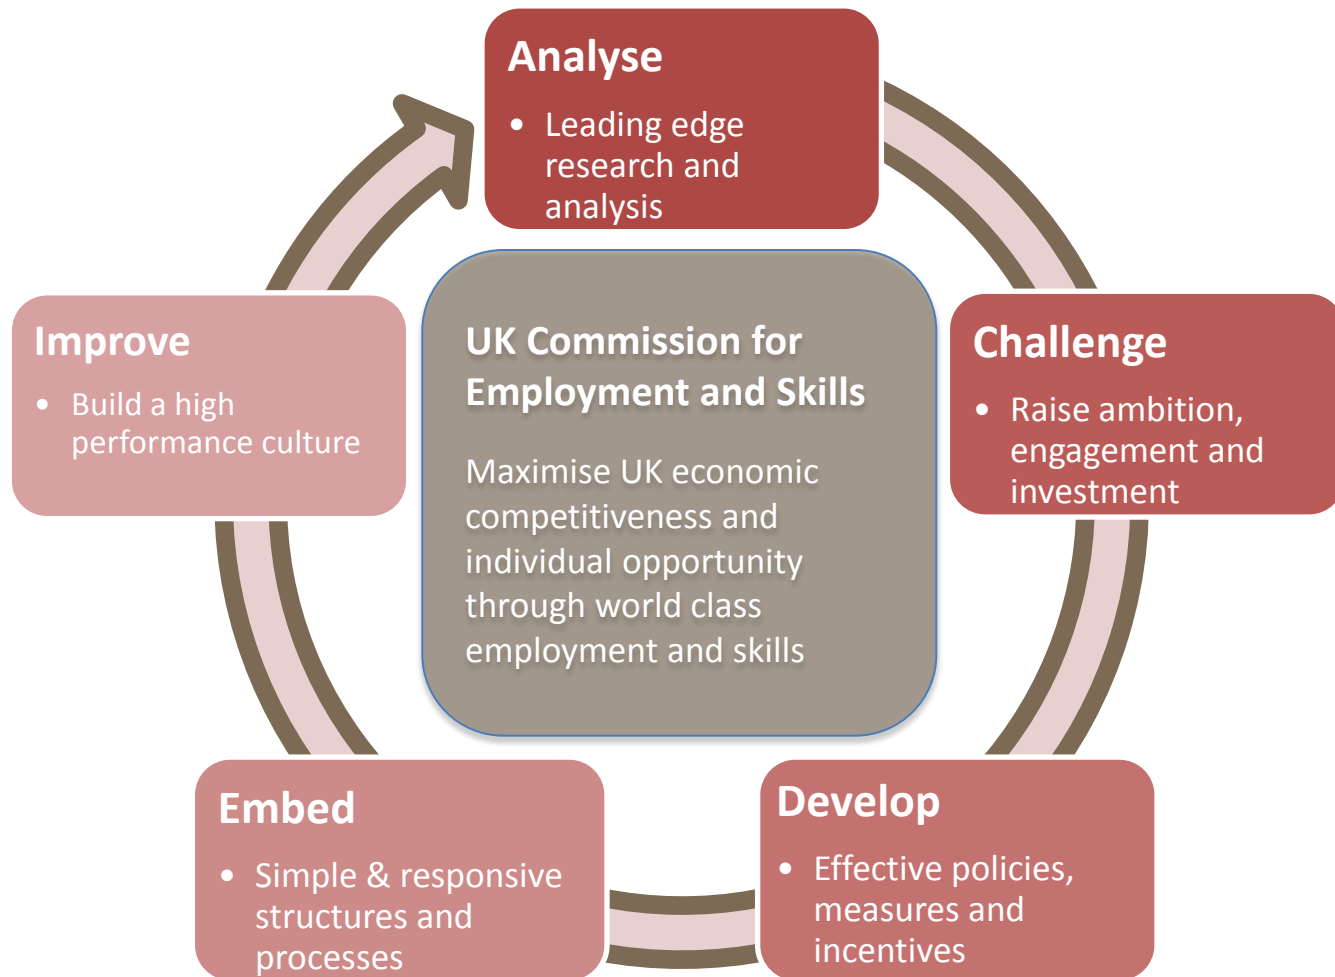 Analyse
• Leading edge
research and
analysis
Challenge
• Raise ambition,
engagement and
investment
Develop
• Effective policies,
measures and
incentives
Embed
• Simple & responsive
structures and
processes
Improve
• Build a high
performance culture
UK Commission for
Employment and Skills
Maximise UK economic
competitiveness and
individual opportunity
through world class
employment and skills